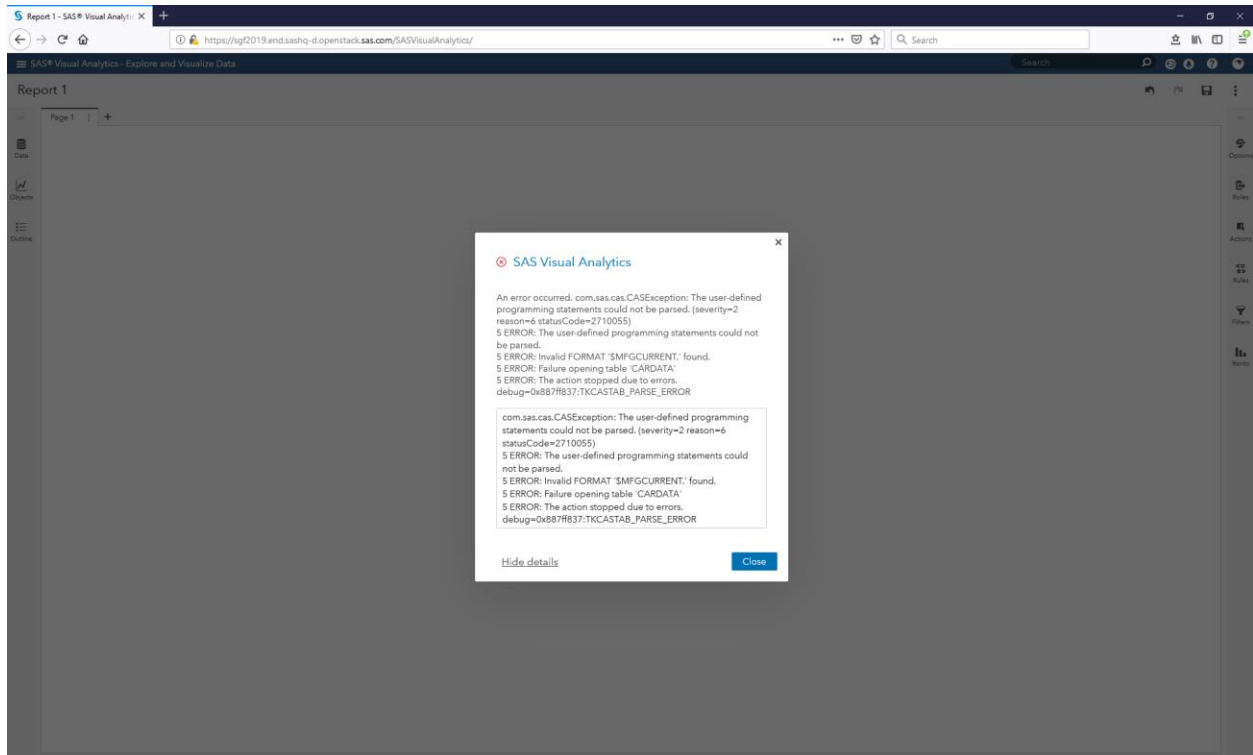 Report 1 - SAS® Visual Analytic
https://sgf2019.end.sashq-d.openstack.sas.com/SASVisualAnalytics/
Search
SAS® Visual Analytics - Explore and Visualize Data
Search
Report 1
Page 1
Data
Objects
Outline
Options
Roles
Actions
Rules
Filters
Ranks
SAS Visual Analytics
An error occurred. com.sas.cas.CASException: The user-defined
programming statements could not be parsed. (severity=2
reason=6 statusCode=2710055)
5 ERROR: The user-defined programming statements could not
be parsed.
5 ERROR: Invalid FORMAT '$MFGCURRENT.' found.
5 ERROR: Failure opening table 'CARDATA'
5 ERROR: The action stopped due to errors.
debug=0x887ff837:TKCASTAB_PARSE_ERROR
com.sas.cas.CASException: The user-defined programming
statements could not be parsed. (severity=2 reason=6
statusCode=2710055)
5 ERROR: The user-defined programming statements could
not be parsed.
5 ERROR: Invalid FORMAT '$MFGCURRENT.' found.
5 ERROR: Failure opening table 'CARDATA'
5 ERROR: The action stopped due to errors.
debug=0x887ff837:TKCASTAB_PARSE_ERROR
Hide details
Close